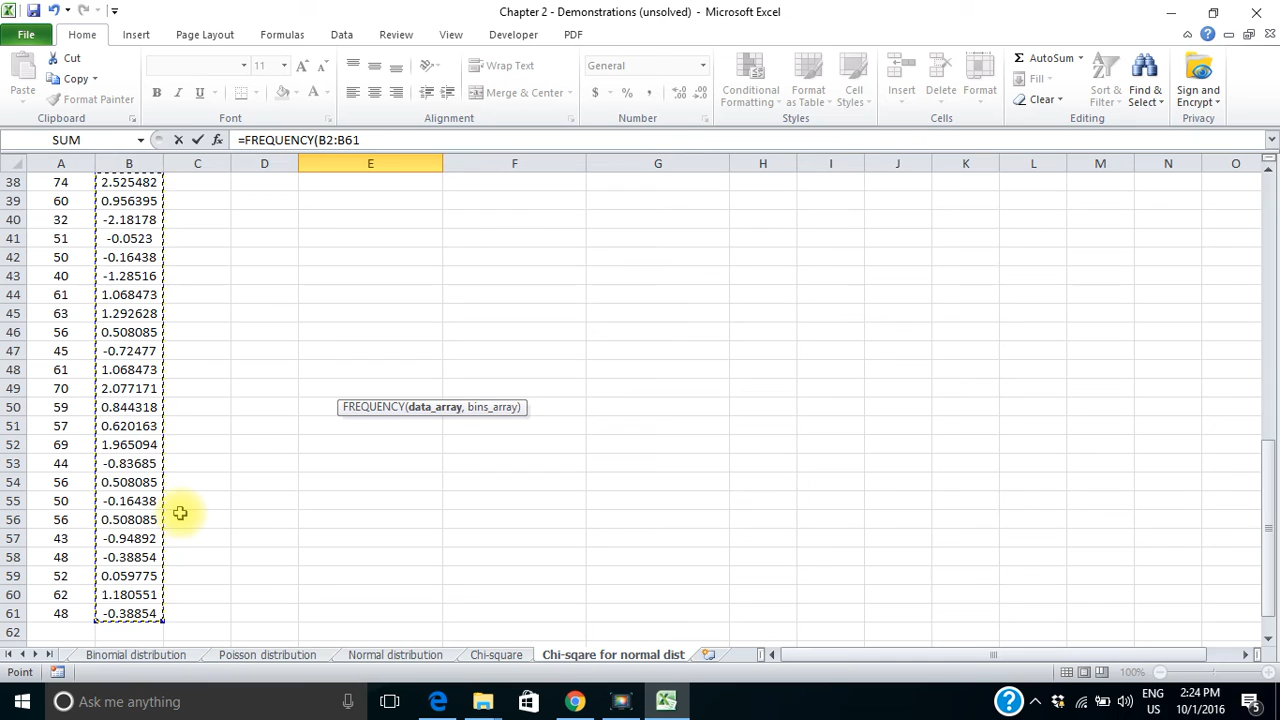 Chapter 2 - Demonstrations (unsolved) - Microsoft Excel
File Home Insert Page Layout Formulas Data Review View Developer PDF
Cut
Copy
Format Painter
Paste
Clipboard
11
B I U
Font
Wrap Text
Merge & Center
Alignment
General
$ % ,
Number
Conditional Formatting
Format as Table
Cell Styles
Styles
Insert Delete Format
Cells
AutoSum
Fill
Clear
Sort & Filter
Find & Select
Editing
Sign and Encrypt
Privacy
SUM fx =FREQUENCY(B2:B61
A B C D E F G H I J K L M N O
38 74 2.525482
39 60 0.956395
40 32 -2.18178
41 51 -0.0523
42 50 -0.16438
43 40 -1.28516
44 61 1.068473
45 63 1.292628
46 56 0.508085
47 45 -0.72477
48 61 1.068473
49 70 2.077171
50 59 0.844318
FREQUENCY(data_array, bins_array)
51 57 0.620163
52 69 1.965094
53 44 -0.83685
54 56 0.508085
55 50 -0.16438
56 56 0.508085
57 43 -0.94892
58 48 -0.38854
59 52 0.059775
60 62 1.180551
61 48 -0.38854
62
Binomial distribution Poisson distribution Normal distribution Chi-square Chi-sqare for normal dist
Point 100%
Ask me anything
ENG 2:24 PM
US 10/1/2016
5